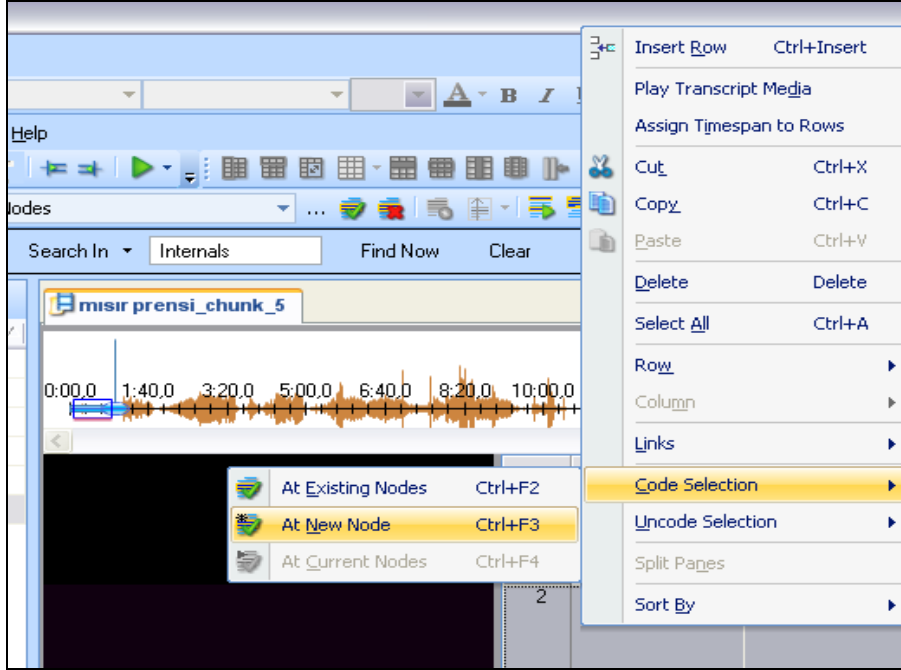 Insert Row Ctrl+Insert
Play Transcript Media
Assign Timespan to Rows
Cut Ctrl+X
Copy Ctrl+C
Paste Ctrl+V
Delete Delete
Select All Ctrl+A
Row
Column
Links
Code Selection
Uncode Selection
Split Panes
Sort By
A B I
Help
Nodes
...
Search In Internals Find Now Clear
mısır prensi_chunk_5
0:00,0 1:40,0 3:20,0 5:00,0 6:40,0 8:20,0 10:00,0
At Existing Nodes Ctrl+F2
At New Node Ctrl+F3
At Current Nodes Ctrl+F4
2